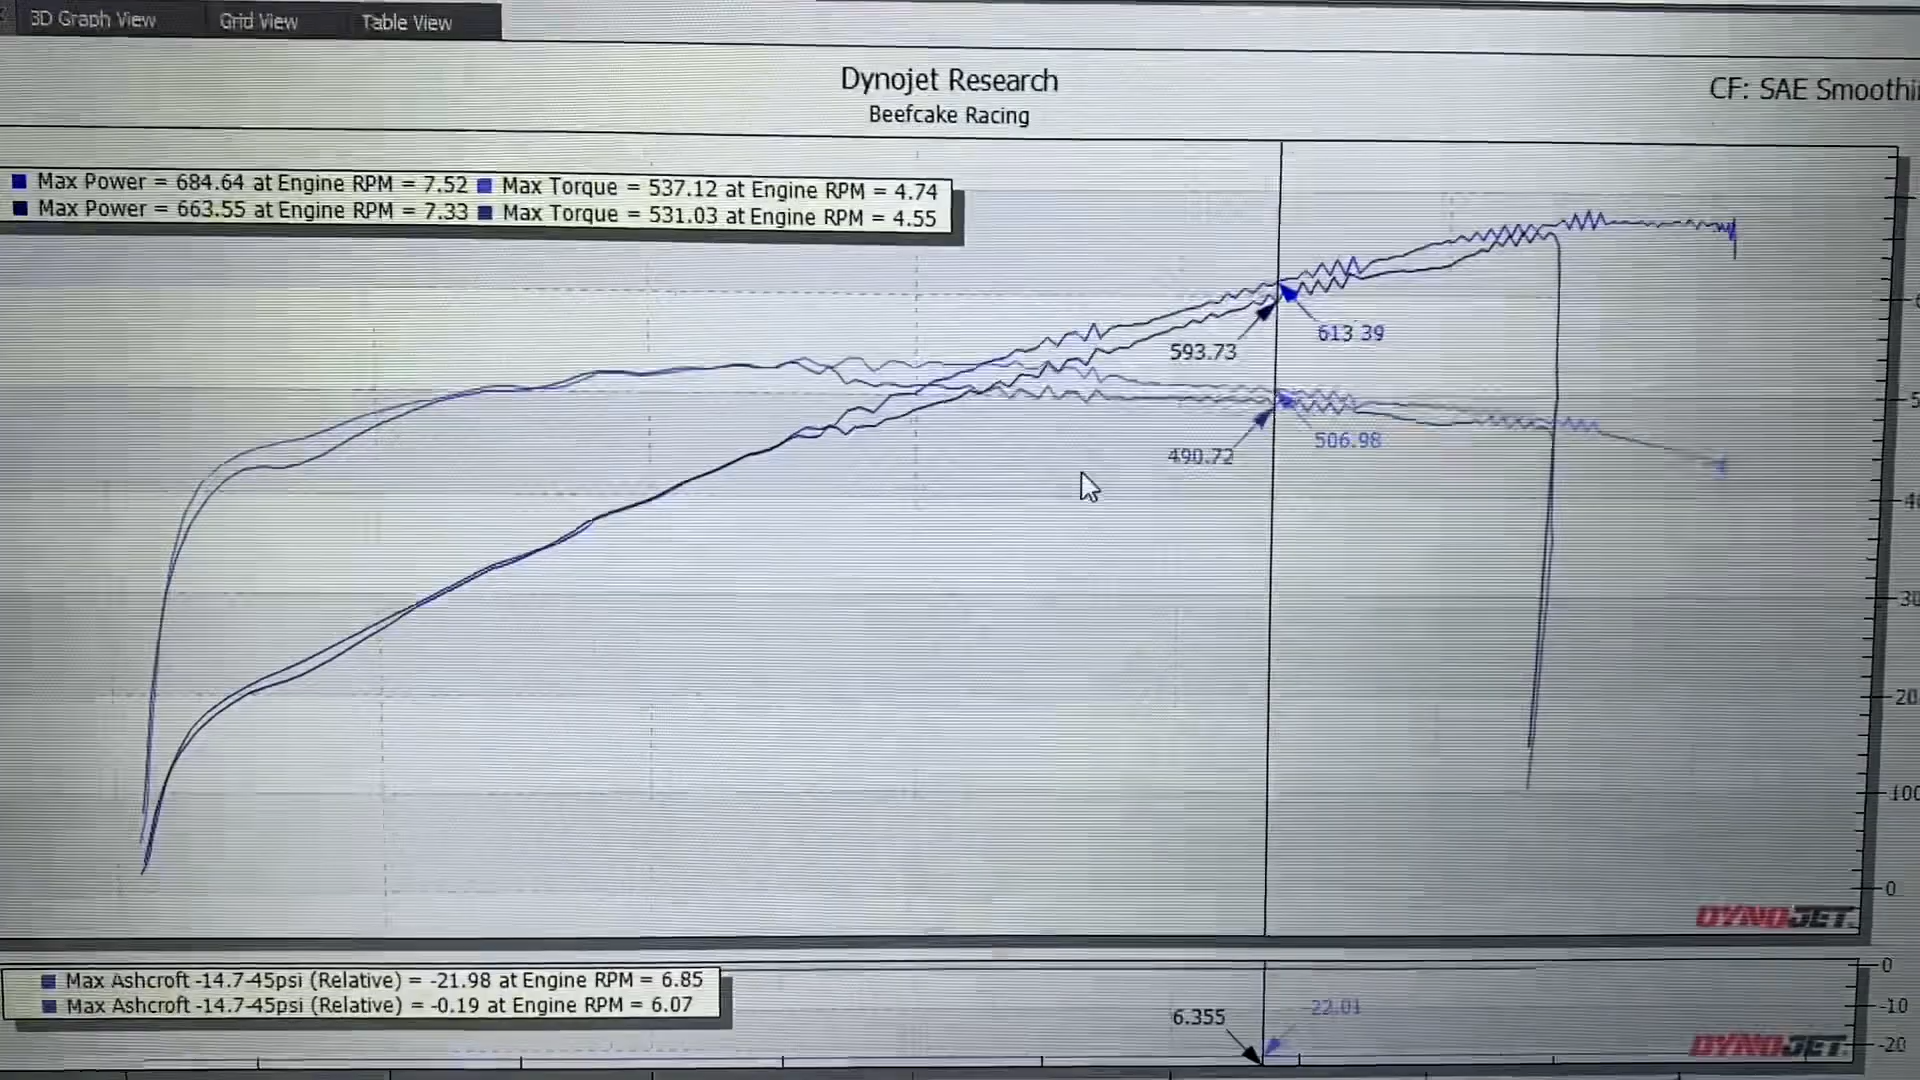 3D Graph View Grid View Table View
Dynojet Research
Beefcake Racing
CF: SAE
Max Power = 684.64 at Engine RPM = 7.52 Max Torque = 537.12 at Engine RPM = 4.74
Max Power = 663.55 at Engine RPM = 7.33 Max Torque = 531.03 at Engine RPM = 4.55
613.39
593.73
506.98
490.72
30
20
100
0
DYNOJET
Max Ashcroft -14.7-45psi (Relative) = -21.98 at Engine RPM = 6.85
Max Ashcroft -14.7-45psi (Relative) = -0.19 at Engine RPM = 6.07
6.355
-22.01
0
-10
-20
DYNOJET